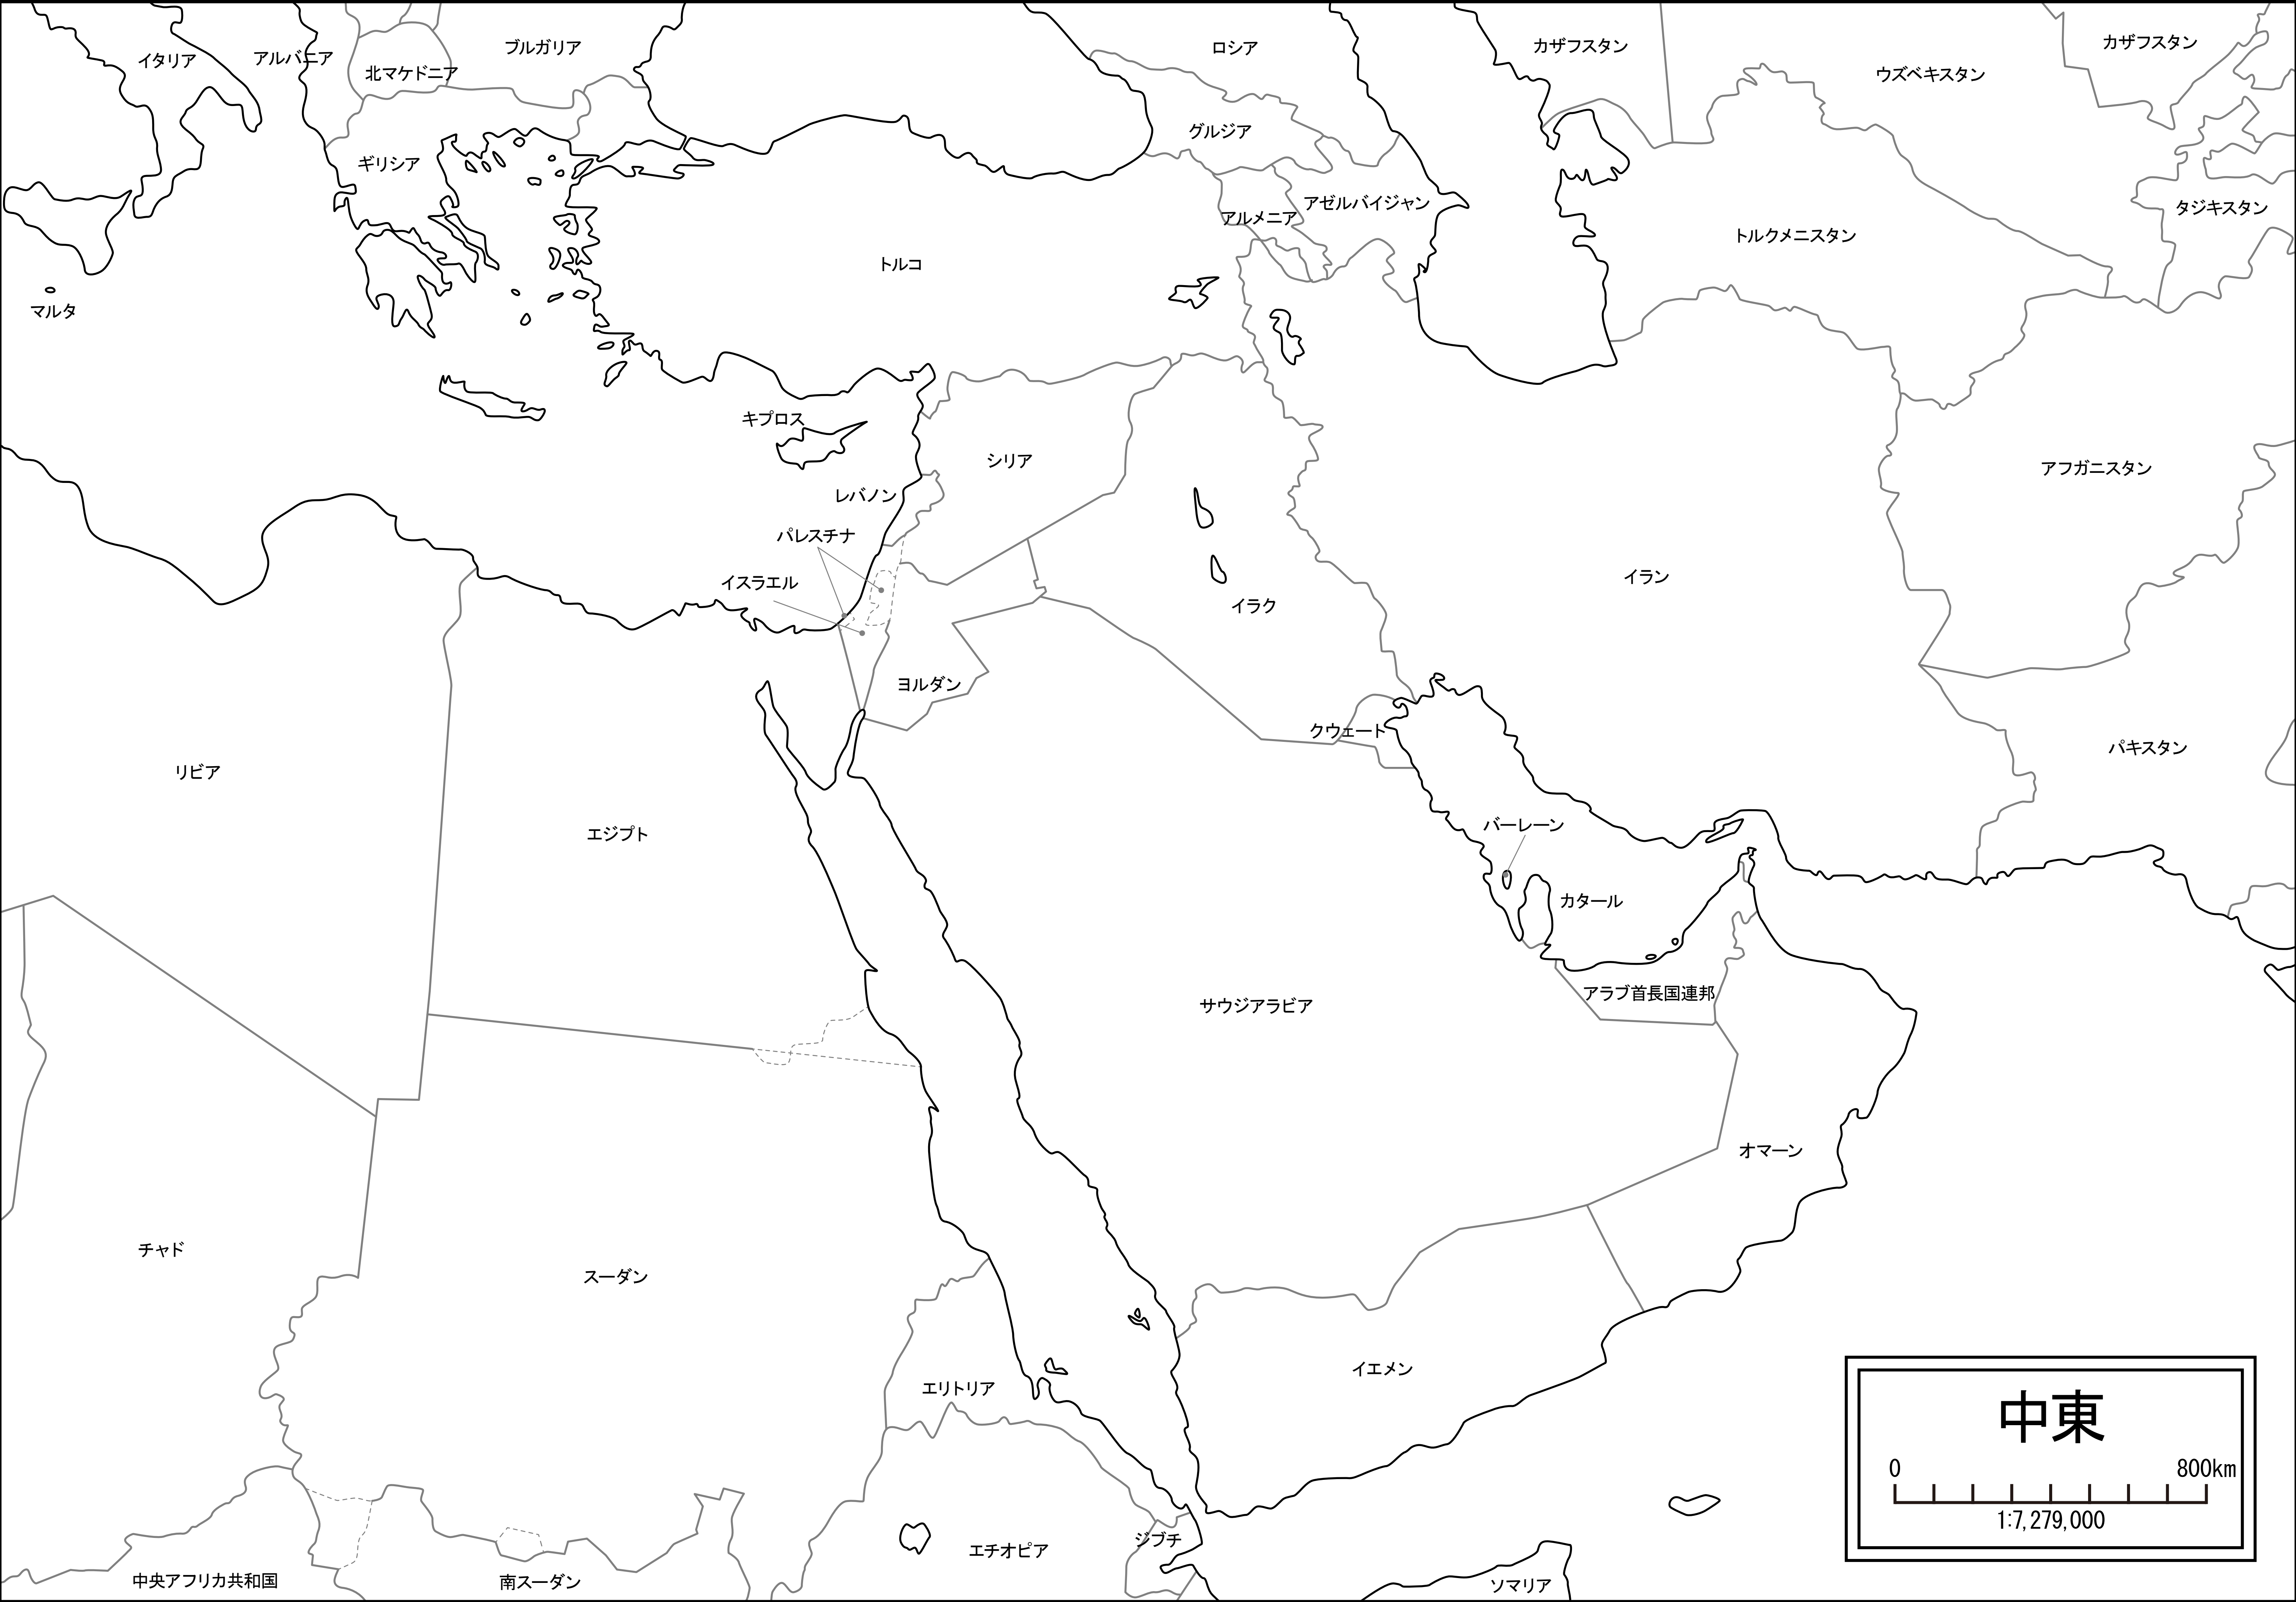 イタリア
アルバニア
北マケドニア
ブルガリア
ロシア
カザフスタン
ウズベキスタン
カザフスタン
ギリシア
グルジア
アルメニア
アゼルバイジャン
トルクメニスタン
タジキスタン
マルタ
トルコ
キプロス
シリア
アフガニスタン
レバノン
パレスチナ
イスラエル
イラク
イラン
ヨルダン
クウェート
パキスタン
リビア
エジプト
バーレーン
カタール
サウジアラビア
アラブ首長国連邦
オマーン
チャド
スーダン
エリトリア
イエメン
ジブチ
エチオピア
中央アフリカ共和国
南スーダン
ソマリア
中東
0 800km
1:7,279,000